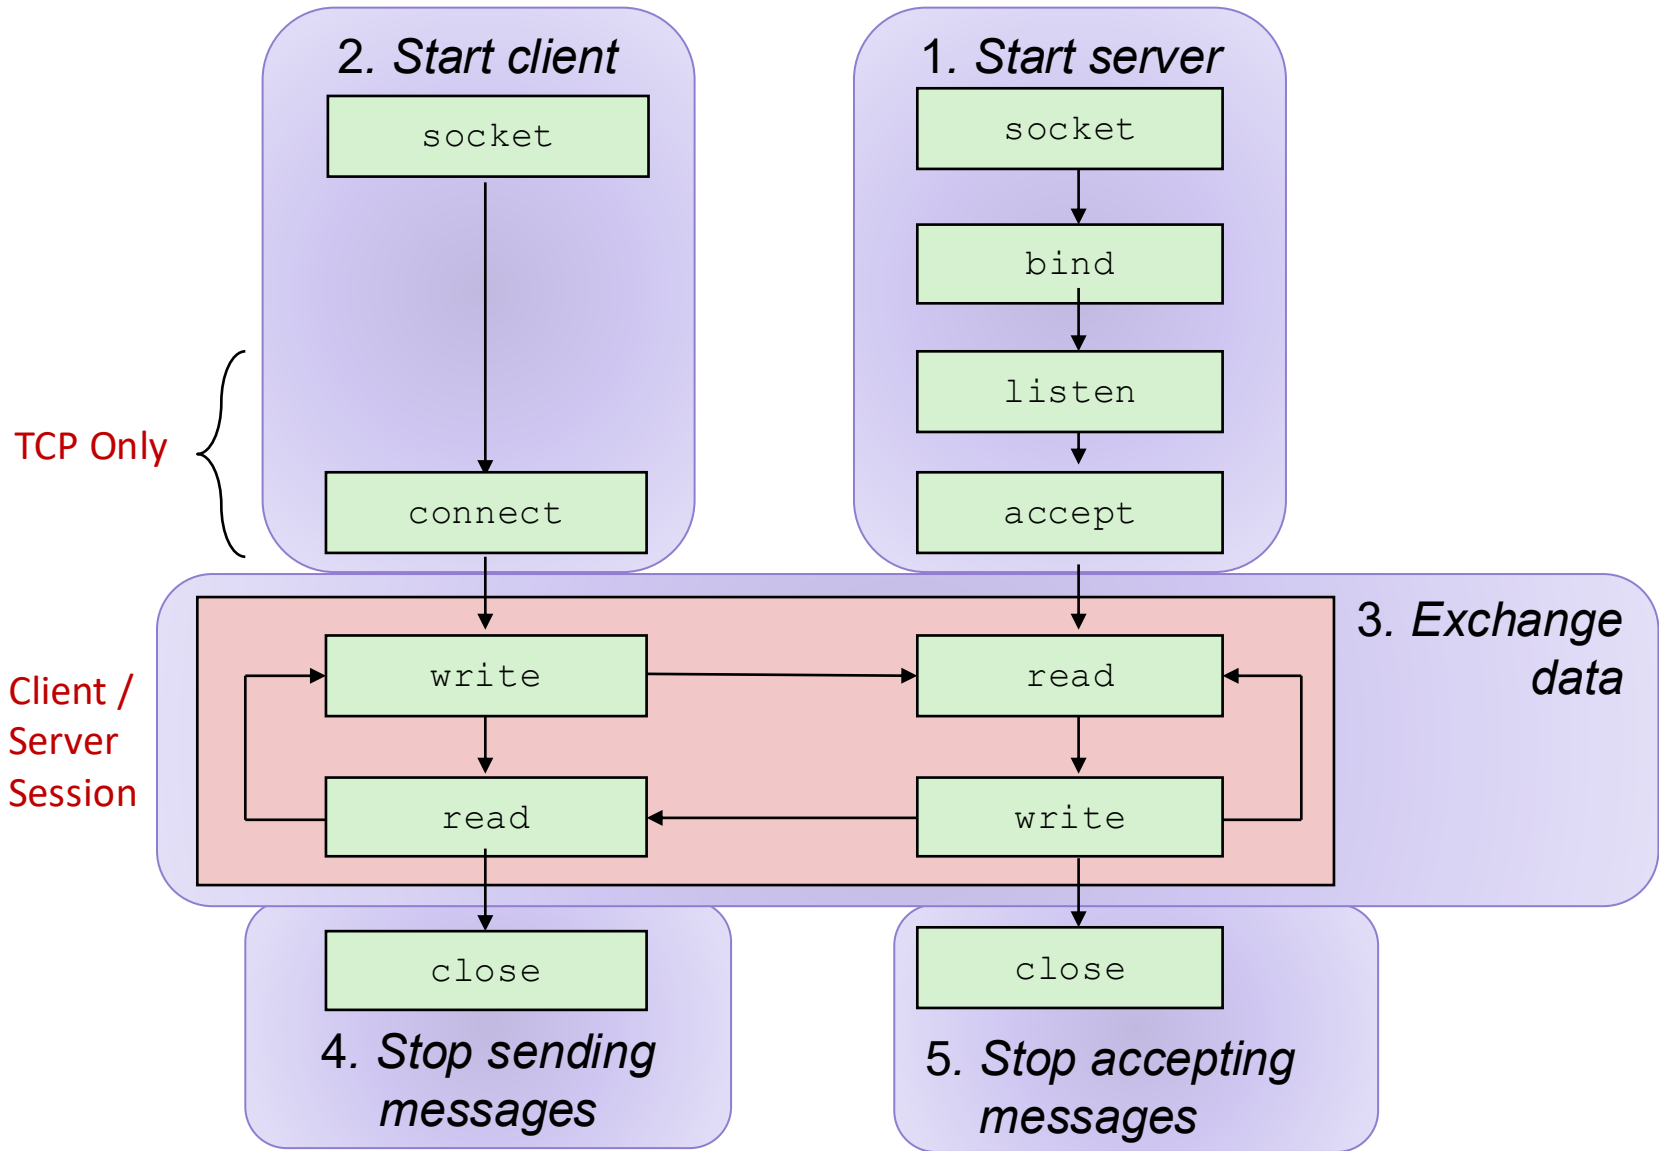 2. Start client
socket
connect
1. Start server
socket
bind
listen
accept
TCP Only
Client /
Server
Session
3. Exchange
data
write
read
read
write
close
4. Stop sending
messages
close
5. Stop accepting
messages